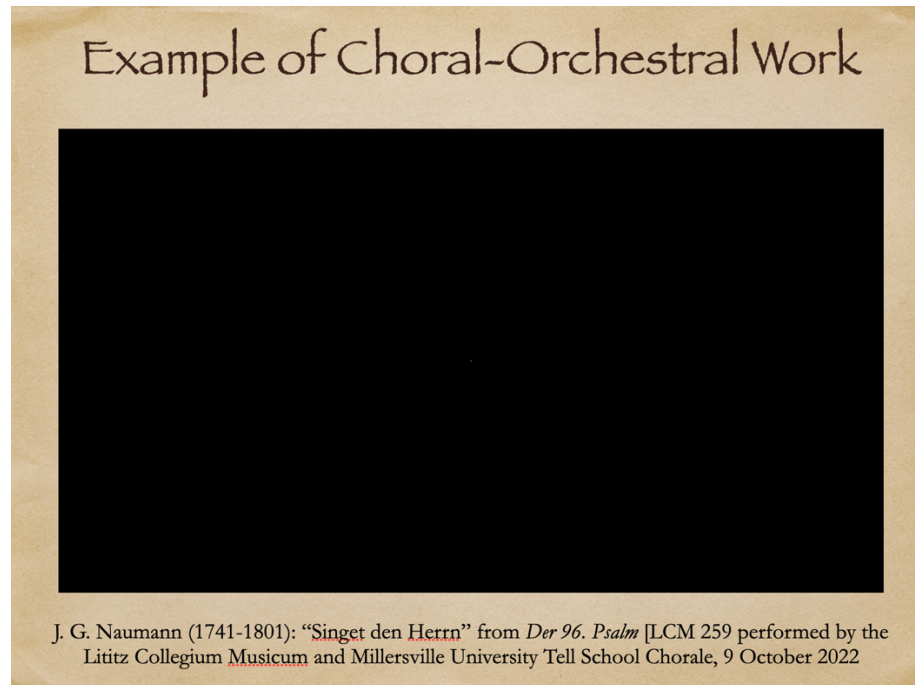 Example of Choral-Orchestral Work
J. G. Naumann (1741-1801): “Singet den Herrn” from Der 96. Psalm [LCM 259 performed by the
Lititz Collegium Musicum and Millersville University Tell School Chorale, 9 October 2022